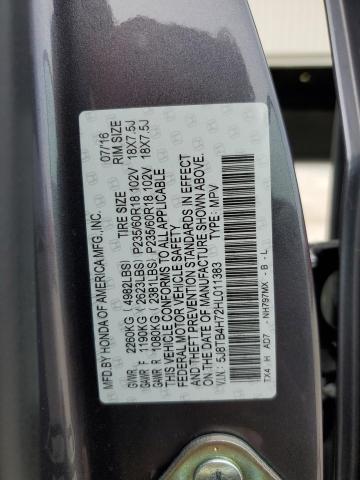 MFD. BY HONDA OF AMERICA MFG., INC. 07/16
TIRE SIZE RIM SIZE
GVWR 2260KG ( 4982LBS)
GAWR F 1190KG ( 2623LBS) P235/60R18 102V 18X7.5J
GAWR R 1080KG ( 2381LBS) P235/60R18 102V 18X7.5J
THIS VEHICLE CONFORMS TO ALL APPLICABLE
FEDERAL MOTOR VEHICLE SAFETY
AND THEFT PREVENTION STANDARDS IN EFFECT
ON THE DATE OF MANUFACTURE SHOWN ABOVE.
V.I.N.: 5J8TB4H72HL011383 TYPE: MPV
TX4 H AD7 - NH797MX - B - L